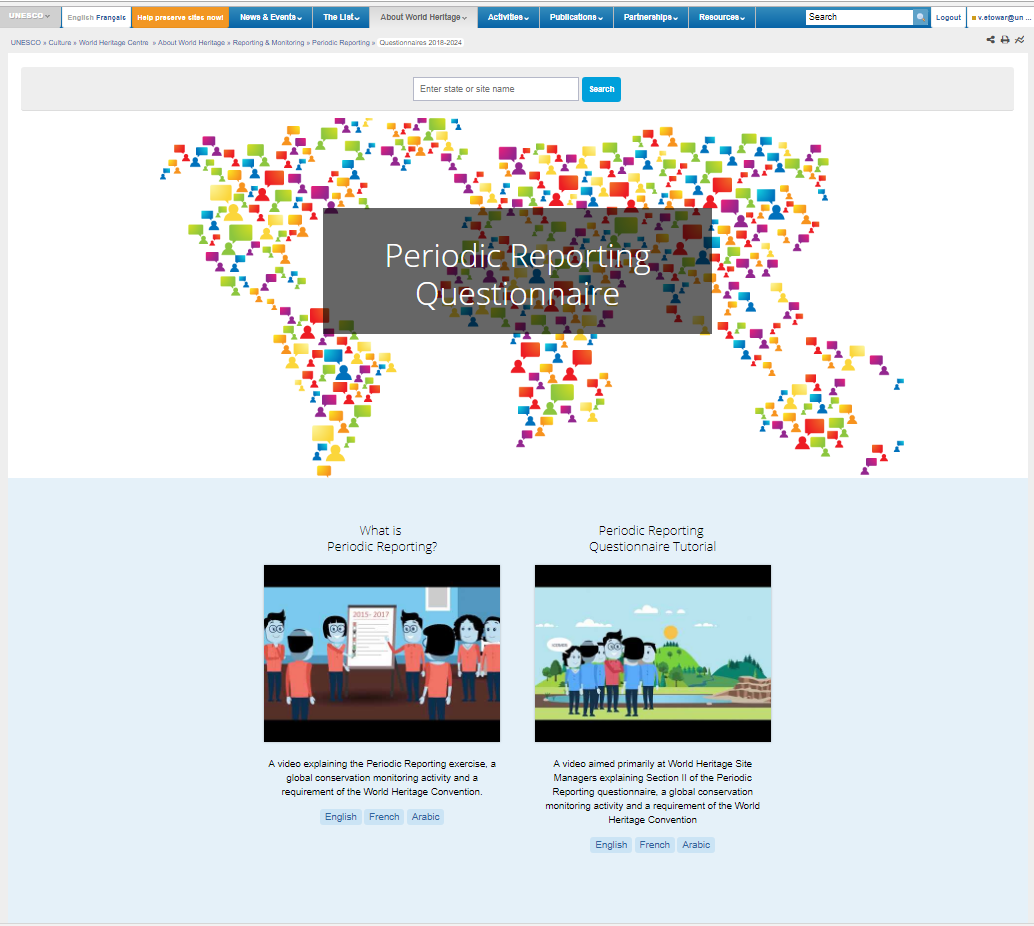 UNESCO
English Français
Help preserve sites now!
News & Events
The List
About World Heritage
Activities
Publications
Partnerships
Resources
Search
Logout
v.etowar@un ...
UNESCO » Culture » World Heritage Centre » About World Heritage » Reporting & Monitoring » Periodic Reporting » Questionnaires 2018-2024
Enter state or site name
Search
Periodic Reporting
Questionnaire
What is
Periodic Reporting?
2015- 2017
A video explaining the Periodic Reporting exercise, a
global conservation monitoring activity and a
requirement of the World Heritage Convention.
English French Arabic
Periodic Reporting
Questionnaire Tutorial
A video aimed primarily at World Heritage Site
Managers explaining Section II of the Periodic
Reporting questionnaire, a global conservation
monitoring activity and a requirement of the World
Heritage Convention
English French Arabic